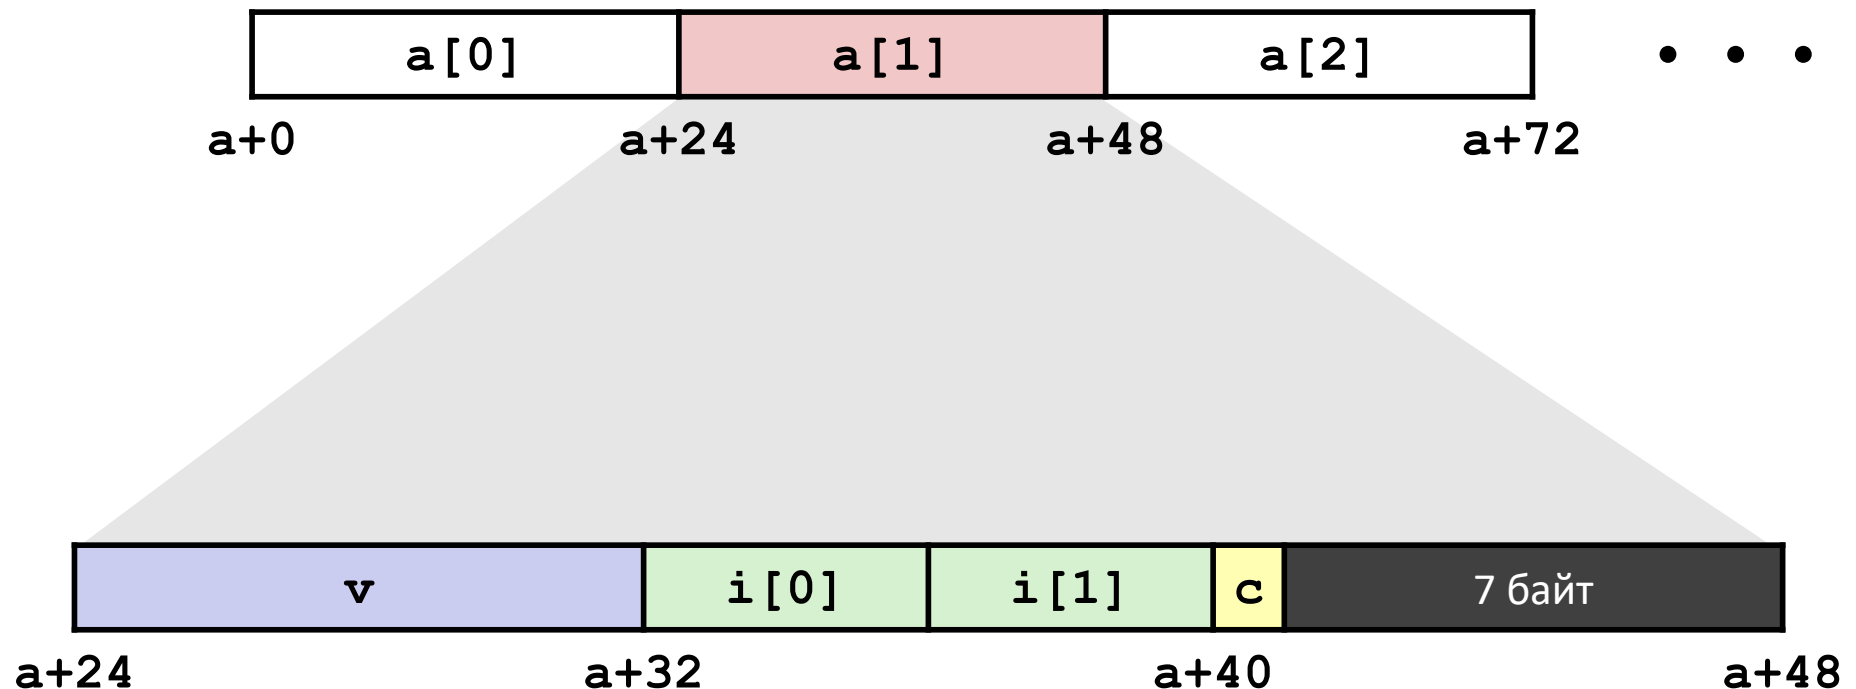 a[0] a[1] a[2] • • •
a+0 a+24 a+48 a+72
v i[0] i[1] c 7 байт
a+24 a+32 a+40 a+48